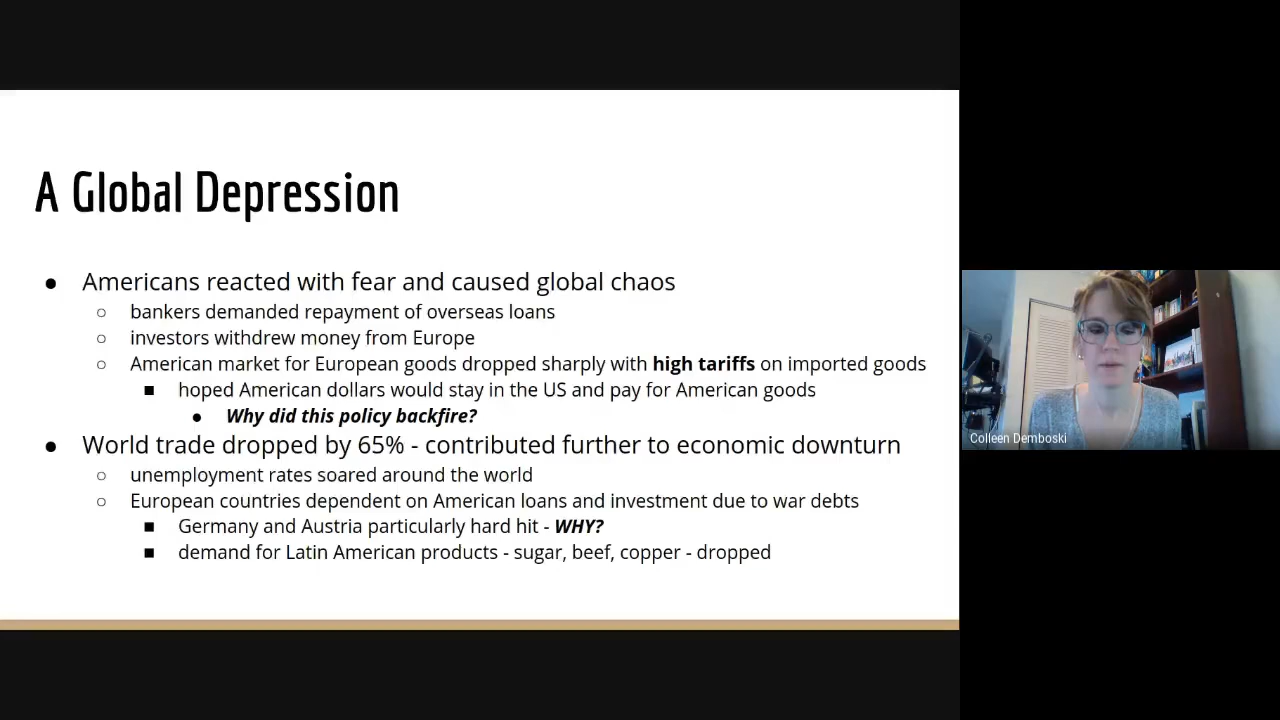 A Global Depression
● Americans reacted with fear and caused global chaos
○ bankers demanded repayment of overseas loans
○ investors withdrew money from Europe
○ American market for European goods dropped sharply with high tariffs on imported goods
■ hoped American dollars would stay in the US and pay for American goods
● Why did this policy backfire?
● World trade dropped by 65% - contributed further to economic downturn
○ unemployment rates soared around the world
○ European countries dependent on American loans and investment due to war debts
■ Germany and Austria particularly hard hit - WHY?
■ demand for Latin American products - sugar, beef, copper - dropped
Colleen Demboski